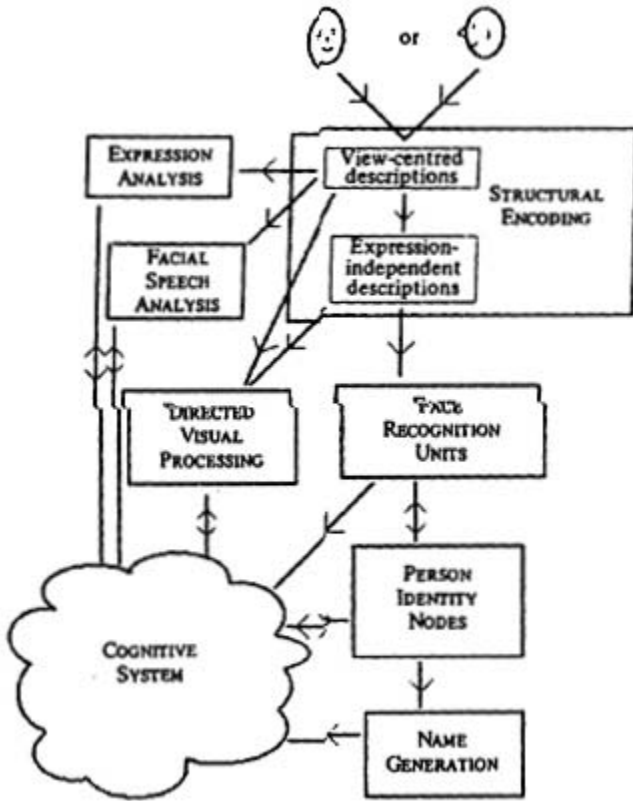 or
EXPRESSION
ANALYSIS
View-centred
descriptions
STRUCTURAL
ENCODING
FACIAL
SPEECH
ANALYSIS
Expression-
independent
descriptions
DIRECTED
VISUAL
PROCESSING
FACE
RECOGNITION
UNITS
PERSON
IDENTITY
NODES
COGNITIVE
SYSTEM
NAME
GENERATION